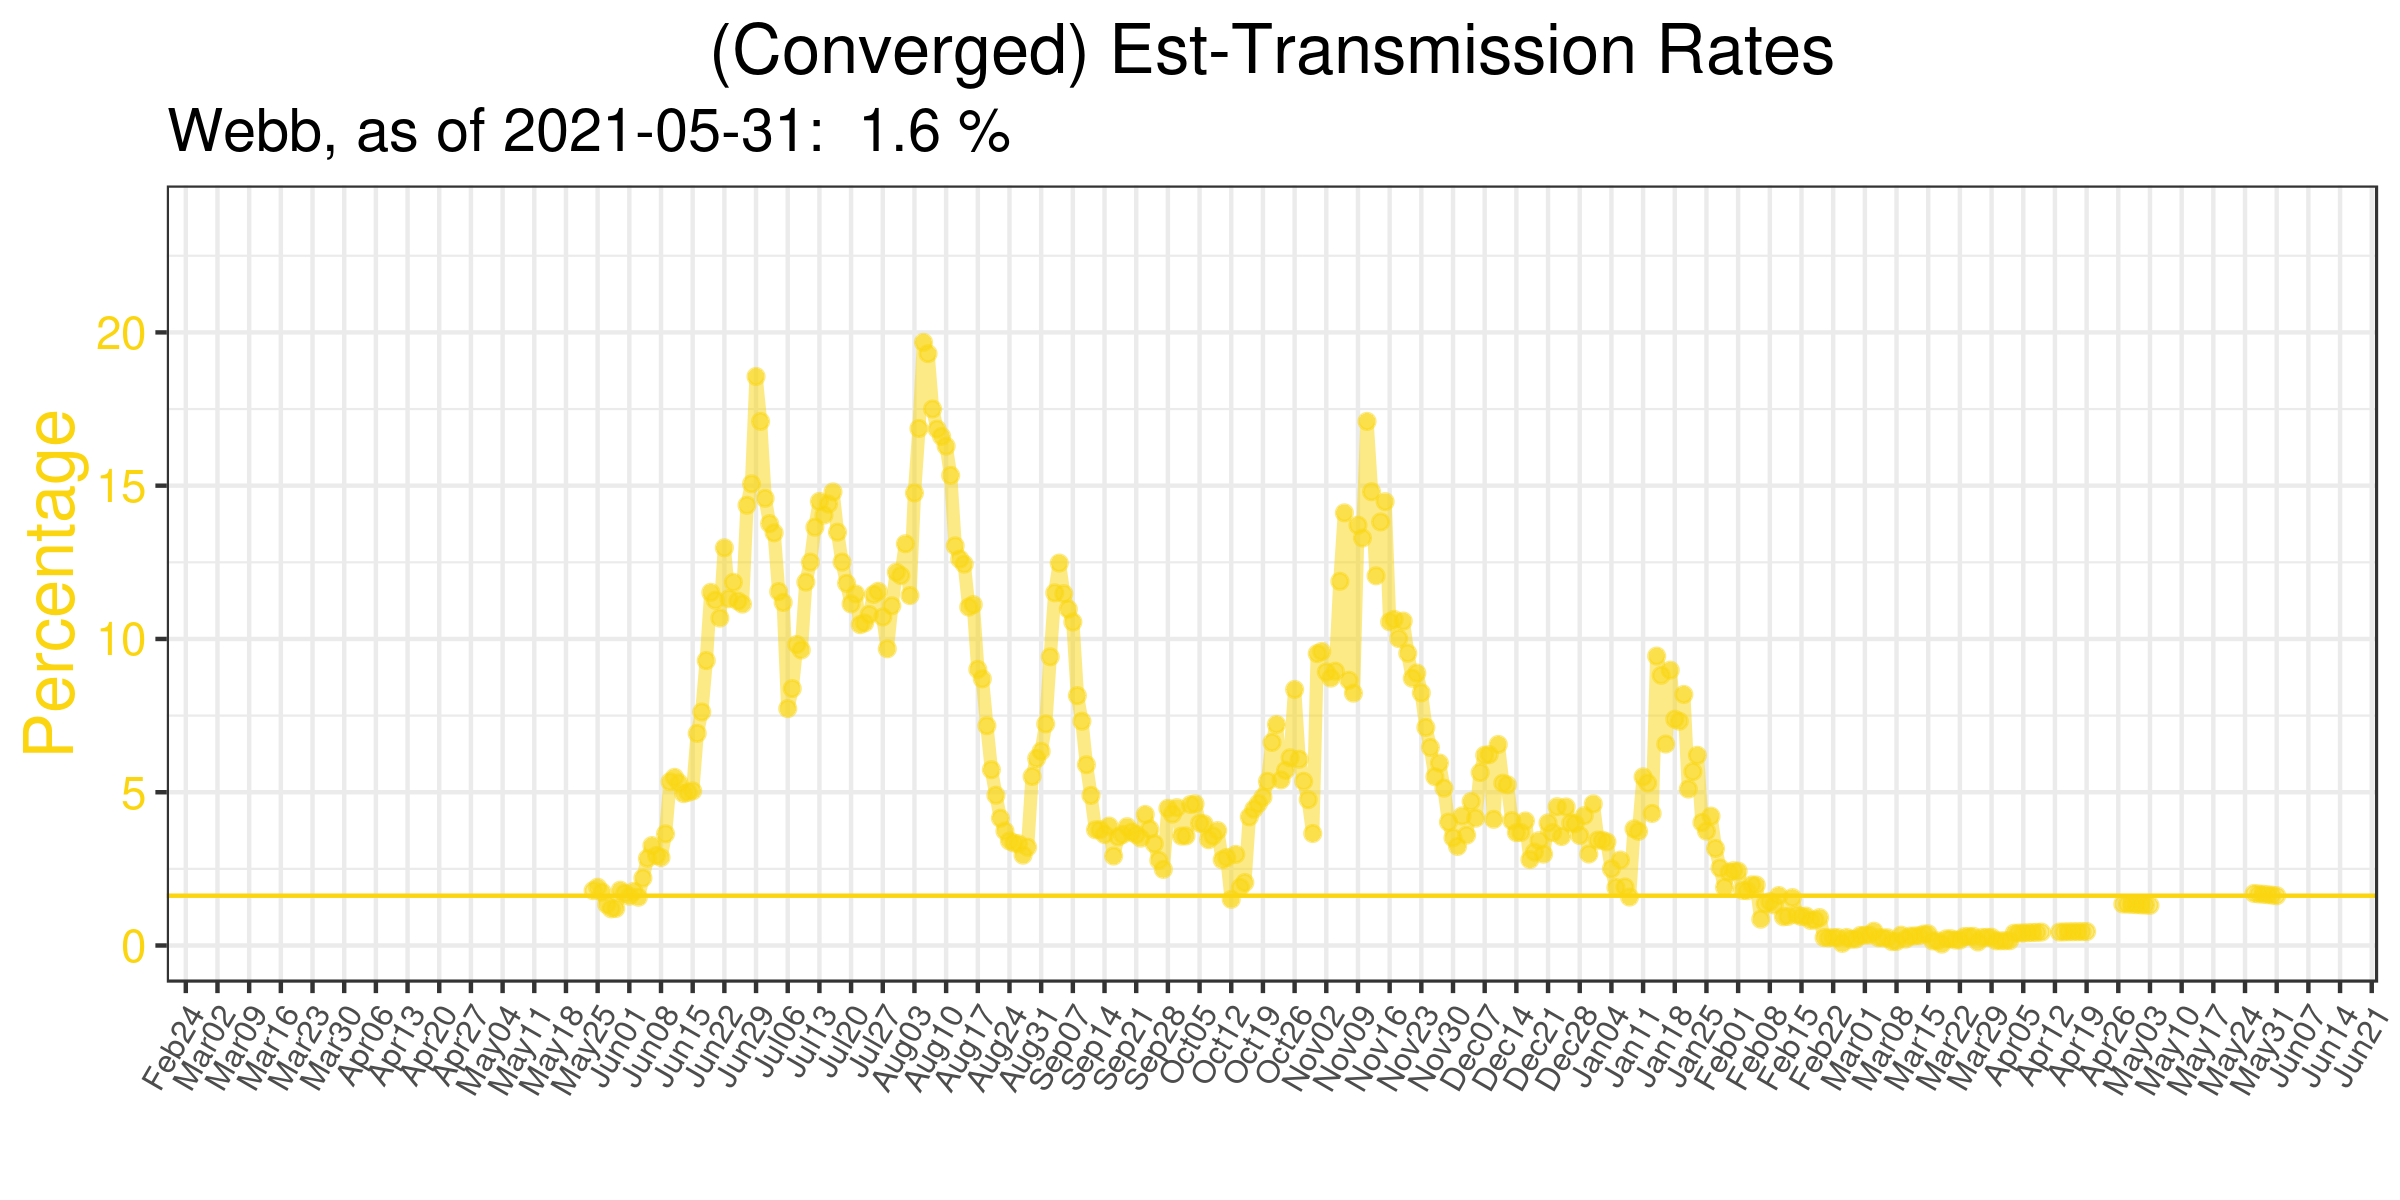 (Converged) Est-Transmission Rates
Webb, as of 2021-05-31:  1.6 %
Percentage
20
15
10
5
0
Feb24
Mar02
Mar09
Mar16
Mar23
Mar30
Apr06
Apr13
Apr20
Apr27
May04
May11
May18
May25
Jun01
Jun08
Jun15
Jun22
Jun29
Jul06
Jul13
Jul20
Jul27
Aug03
Aug10
Aug17
Aug24
Aug31
Sep07
Sep14
Sep21
Sep28
Oct05
Oct12
Oct19
Oct26
Nov02
Nov09
Nov16
Nov23
Nov30
Dec07
Dec14
Dec21
Dec28
Jan04
Jan11
Jan18
Jan25
Feb01
Feb08
Feb15
Feb22
Mar01
Mar08
Mar15
Mar22
Mar29
Apr05
Apr12
Apr19
Apr26
May03
May10
May17
May24
May31
Jun07
Jun14
Jun21